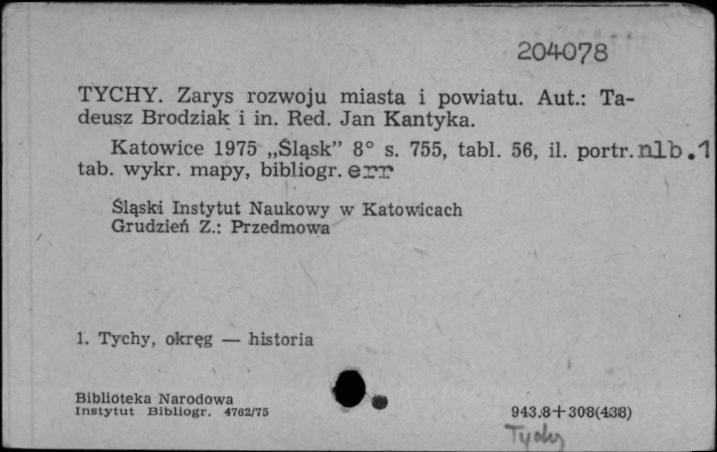 204078
TYCHY. Zarys rozwoju miasta i powiatu. Aut.: Ta-
deusz Brodziak i in. Red. Jan Kantyka.
Katowice 1975 „Śląsk” 8° s. 755, tabl. 56, il. portr. nlb.1
tab. wykr. mapy, bibliogr. err
Śląski Instytut Naukowy w Katowicach
Grudzień Z.: Przedmowa
1. Tychy, okręg — historia
Biblioteka Narodowa
Instytut Bibliogr. 4762/75
943.8+308(438)
Tychy